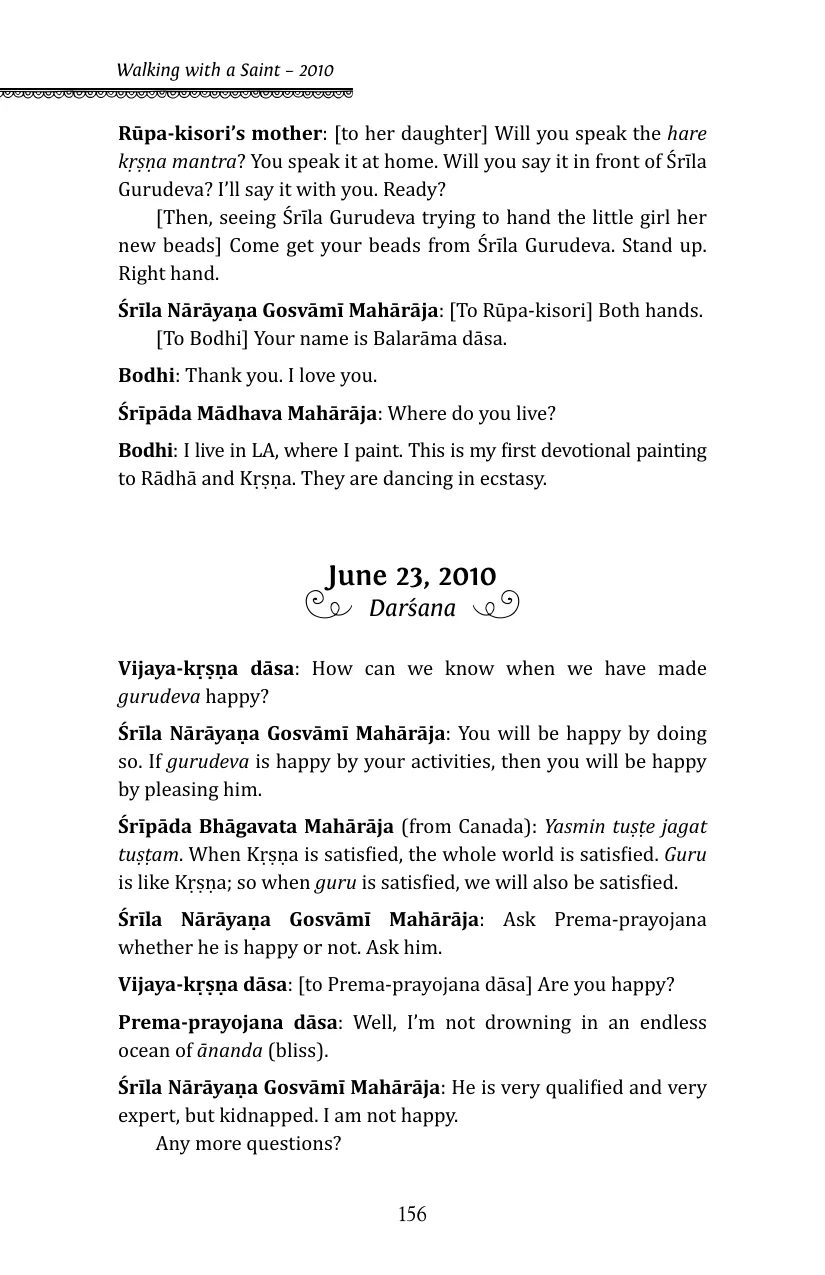 Walking with a Saint – 2010
Rūpa-kisori’s mother: [to her daughter] Will you speak the hare
kṛṣṇa mantra? You speak it at home. Will you say it in front of Śrīla
Gurudeva? I’ll say it with you. Ready?
[Then, seeing Śrīla Gurudeva trying to hand the little girl her
new beads] Come get your beads from Śrīla Gurudeva. Stand up.
Right hand.
Śrīla Nārāyaṇa Gosvāmī Mahārāja: [To Rūpa-kisori] Both hands.
[To Bodhi] Your name is Balarāma dāsa.
Bodhi: Thank you. I love you.
Śrīpāda Mādhava Mahārāja: Where do you live?
Bodhi: I live in LA, where I paint. This is my first devotional painting
to Rādhā and Kṛṣṇa. They are dancing in ecstasy.
June 23, 2010
Darśana
Vijaya-kṛṣṇa dāsa: How can we know when we have made
gurudeva happy?
Śrīla Nārāyaṇa Gosvāmī Mahārāja: You will be happy by doing
so. If gurudeva is happy by your activities, then you will be happy
by pleasing him.
Śrīpāda Bhāgavata Mahārāja (from Canada): Yasmin tuṣṭe jagat
tuṣṭam. When Kṛṣṇa is satisfied, the whole world is satisfied. Guru
is like Kṛṣṇa; so when guru is satisfied, we will also be satisfied.
Śrīla Nārāyaṇa Gosvāmī Mahārāja: Ask Prema-prayojana
whether he is happy or not. Ask him.
Vijaya-kṛṣṇa dāsa: [to Prema-prayojana dāsa] Are you happy?
Prema-prayojana dāsa: Well, I’m not drowning in an endless
ocean of ānanda (bliss).
Śrīla Nārāyaṇa Gosvāmī Mahārāja: He is very qualified and very
expert, but kidnapped. I am not happy.
Any more questions?
156